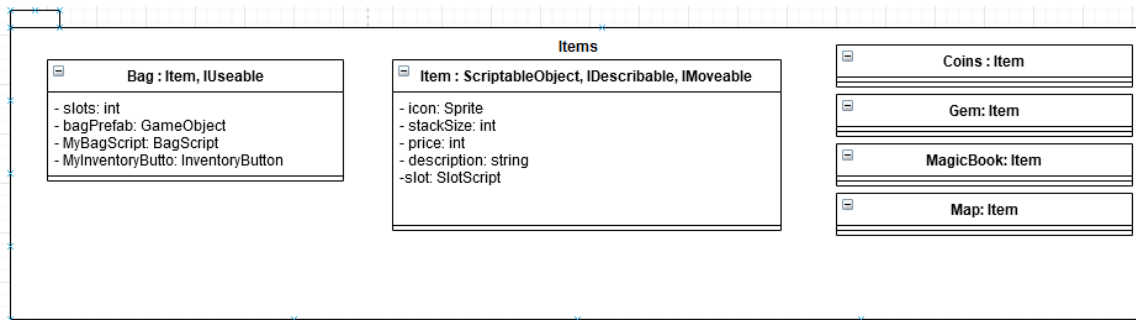 Items
Bag : Item, IUseable
- slots: int
- bagPrefab: GameObject
- MyBagScript: BagScript
- MyInventoryButto: InventoryButton
Item : ScriptableObject, IDescribable, IMoveable
- icon: Sprite
- stackSize: int
- price: int
- description: string
-slot: SlotScript
Coins : Item
Gem: Item
MagicBook: Item
Map: Item